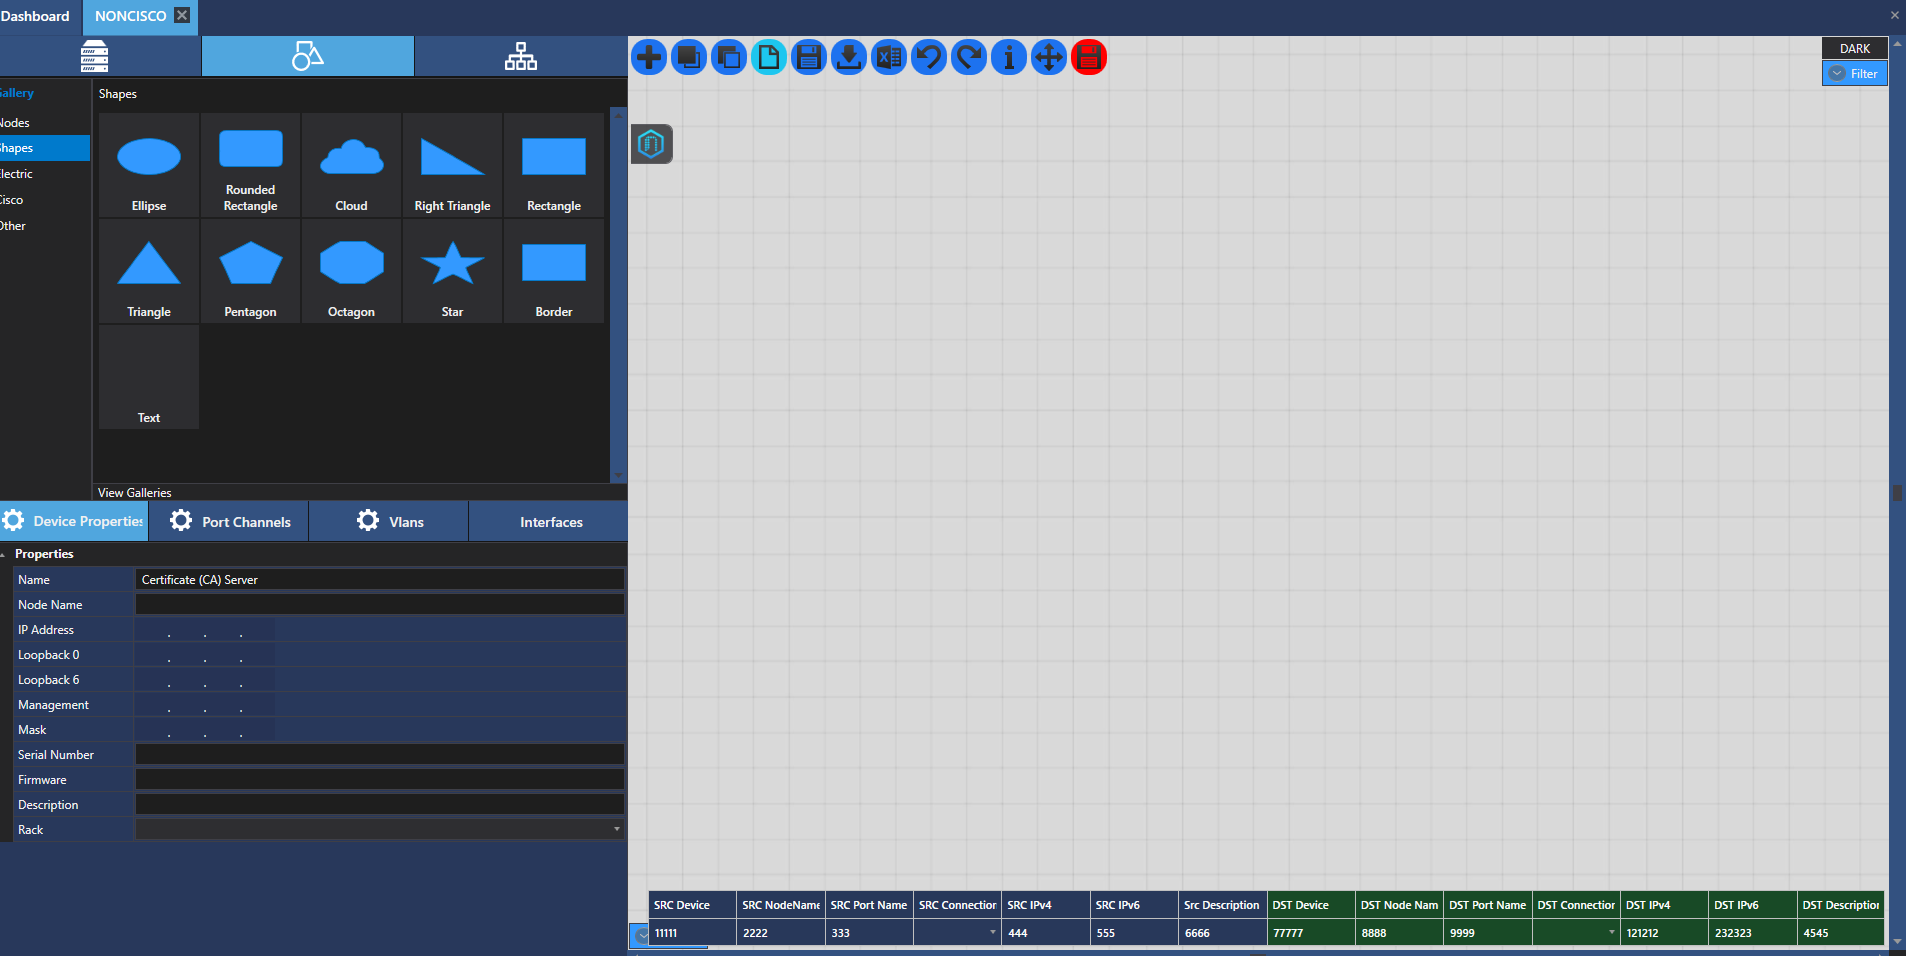 Dashboard
NONCISCO
DARK
Filter
Gallery
Nodes
Shapes
Electric
Cisco
Other
Shapes
Ellipse
Rounded
Rectangle
Cloud
Right Triangle
Rectangle
Triangle
Pentagon
Octagon
Star
Border
Text
View Galleries
Device Properties
Port Channels
Vlans
Interfaces
Properties
Name
Certificate (CA) Server
Node Name
IP Address
. . .
Loopback 0
. . .
Loopback 6
. . .
Management
. . .
Mask
. . .
Serial Number
Firmware
Description
Rack
SRC Device SRC NodeName SRC Port Name SRC Connection SRC IPv4 SRC IPv6 Src Description DST Device DST Node Nam DST Port Name DST Connection DST IPv4 DST IPv6 DST Description
11111 2222 333 444 555 6666 77777 8888 9999 121212 232323 4545